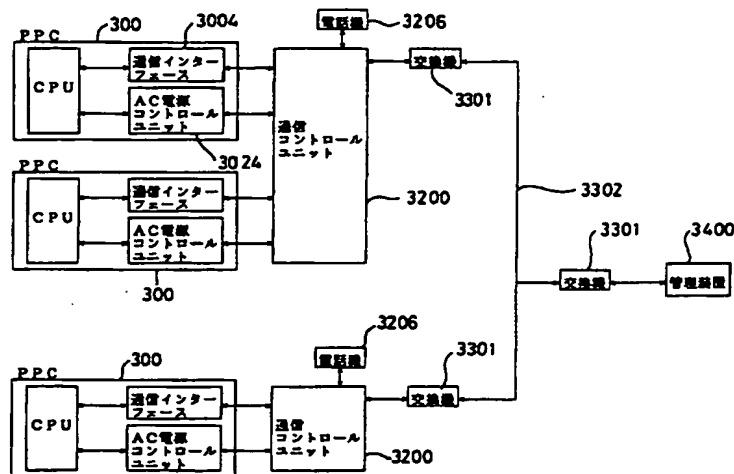 300
3004
PPC
CPU
通信インター
フェース
AC電源
コントロール
ユニット
3024
電話機
3206
通信
コントロール
ユニット
3200
交換機
3301
3302
PPC
CPU
通信インター
フェース
AC電源
コントロール
ユニット
300
3301
交換機
3400
管理装置
300
PPC
CPU
通信インター
フェース
AC電源
コントロール
ユニット
3206
電話機
通信
コントロール
ユニット
3200
3301
交換機